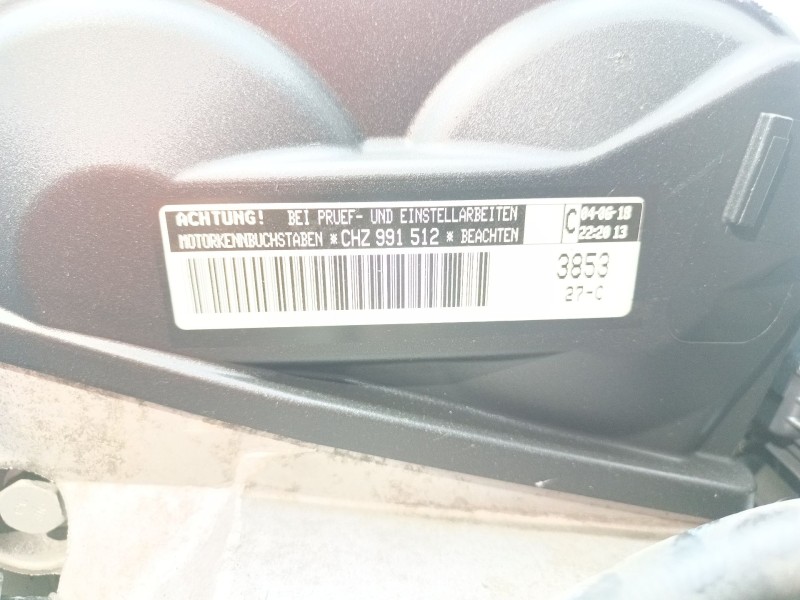 ACHTUNG! BEI PRUEF- UND EINSTELLARBEITEN
MOTORKENNBUCHSTABEN *CHZ 991 512* BEACHTEN
C 04-06-18
22:20 13
3853
27-C